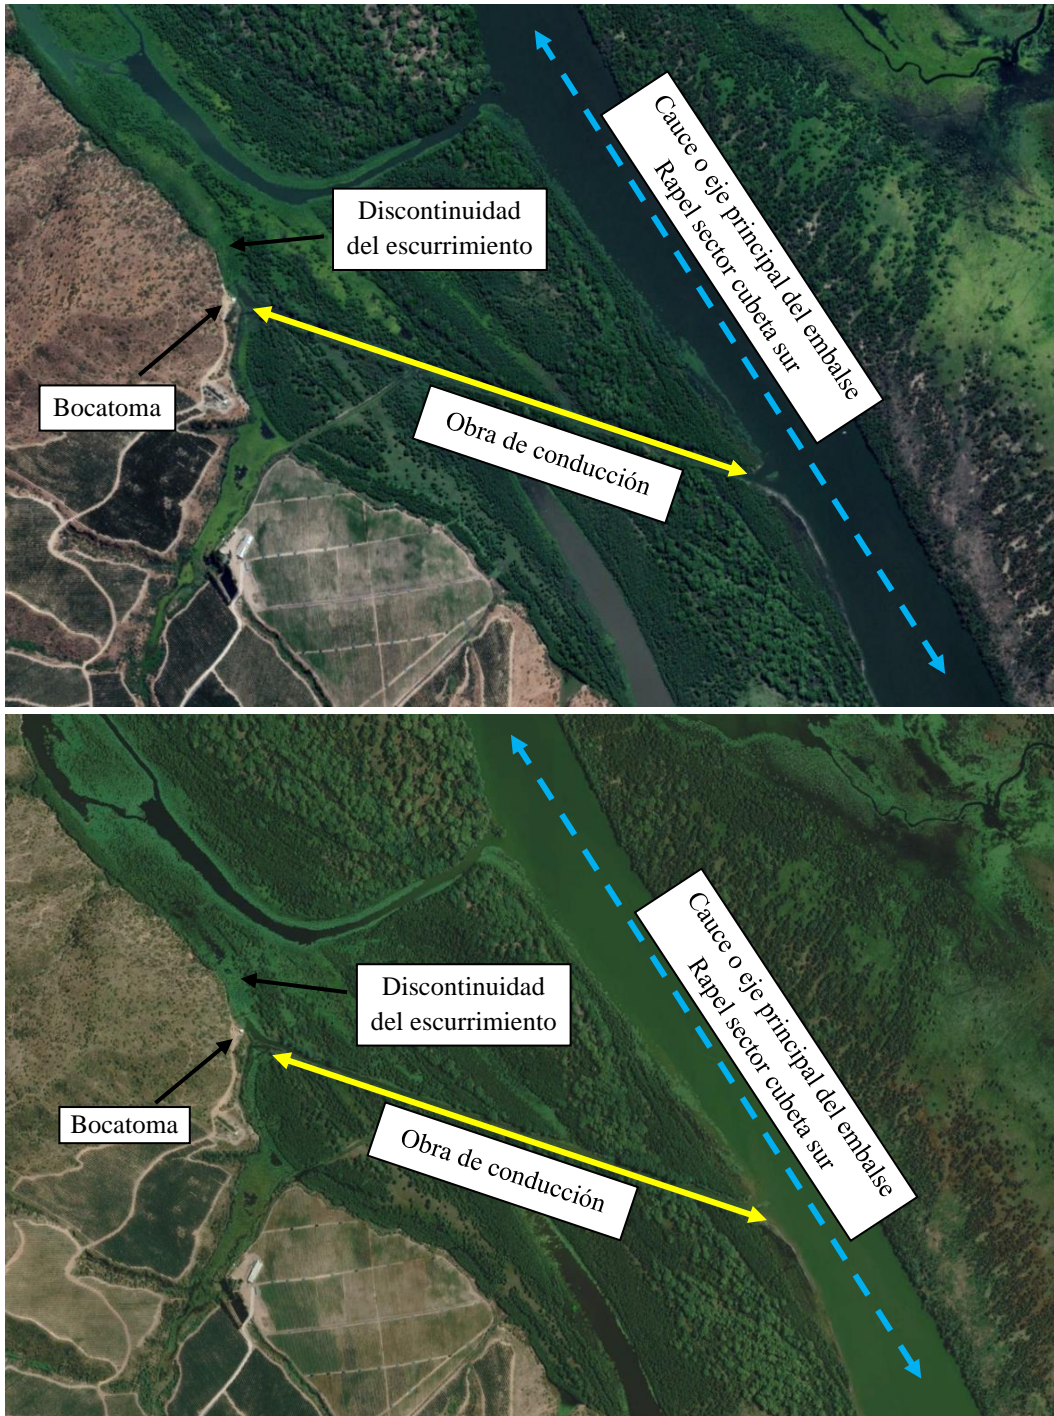 Cauce o eje principal del embalse
Rapel sector cubeta sur
Discontinuidad
del escurrimiento
Bocatoma
Obra de conducción
Cauce o eje principal del embalse
Rapel sector cubeta sur
Discontinuidad
del escurrimiento
Bocatoma
Obra de conducción